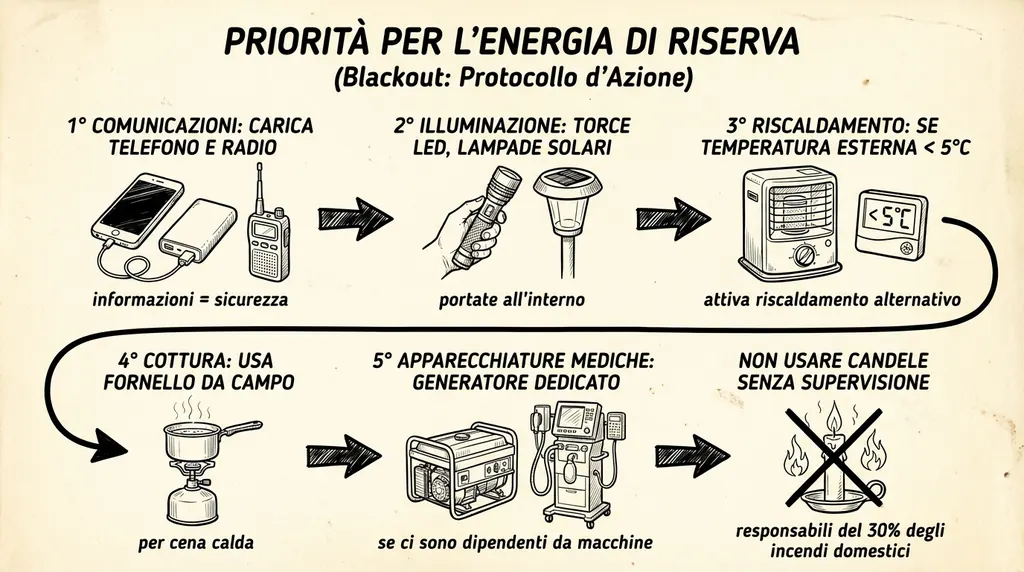 PRIORITÀ PER L'ENERGIA DI RISERVA
(Blackout: Protocollo d'Azione)
1° COMUNICAZIONI: CARICA
TELEFONO E RADIO
informazioni = sicurezza
2° ILLUMINAZIONE: TORCE
LED, LAMPADE SOLARI
portate all'interno
3° RISCALDAMENTO: SE
TEMPERATURA ESTERNA < 5°C
<5°C
attiva riscaldamento alternativo
4° COTTURA: USA
FORNELLO DA CAMPO
per cena calda
5° APPARECCHIATURE MEDICHE:
GENERATORE DEDICATO
se ci sono dipendenti da macchine
NON USARE CANDELE
SENZA SUPERVISIONE
responsabili del 30% degli
incendi domestici